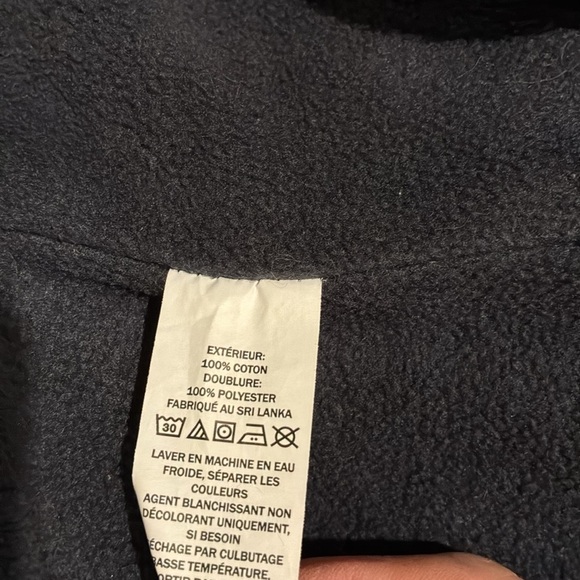 EXTÉRIEUR:
100% COTON
DOUBLURE:
100% POLYESTER
FABRIQUÉ AU SRI LANKA
30
LAVER EN MACHINE EN EAU
FROIDE, SÉPARER LES
COULEURS
AGENT BLANCHISSANT NON
DÉCOLORANT UNIQUEMENT,
SI BESOIN
ÉCHAGE PAR CULBUTAGE
BASSE TEMPÉRATURE,